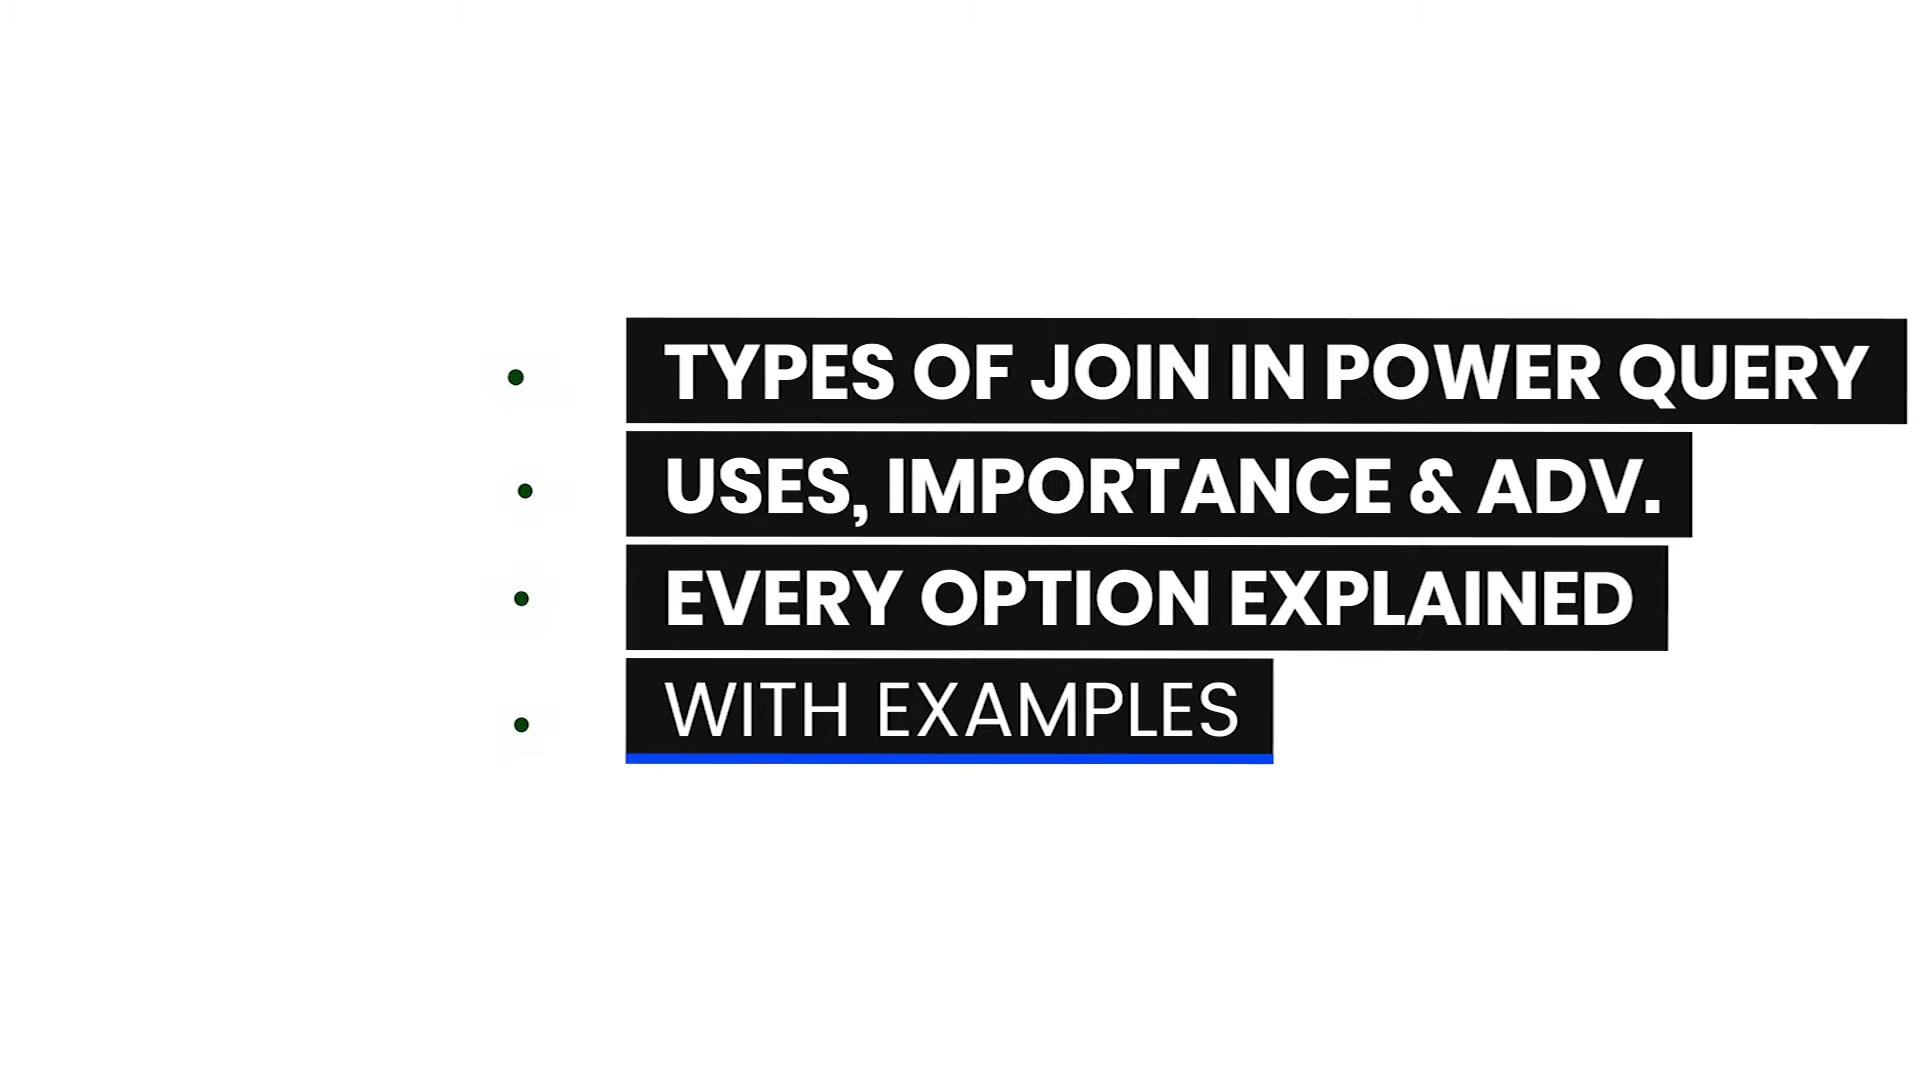 TYPES OF JOIN IN POWER QUERY
USES, IMPORTANCE & ADV.
EVERY OPTION EXPLAINED
WITH EXAMPLES